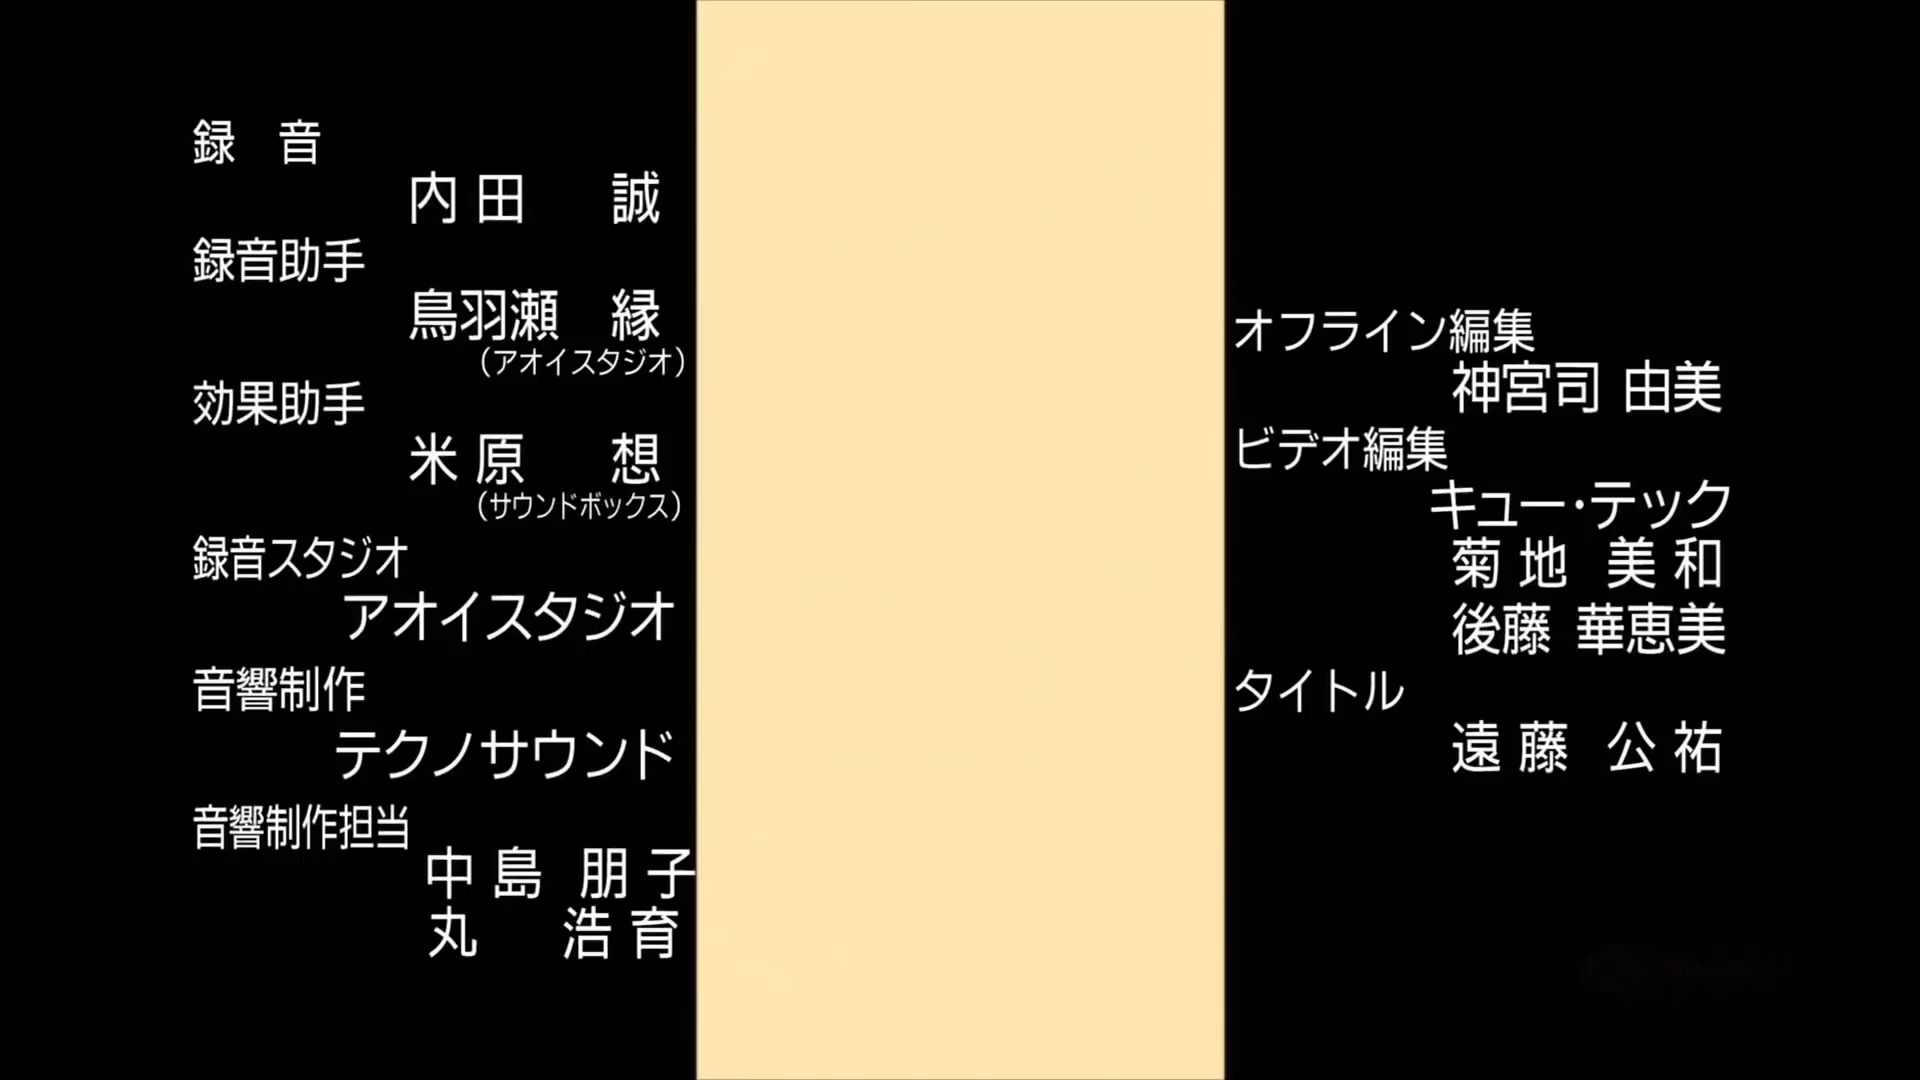 録 音
内田 誠
録音助手
鳥羽瀬 縁
（アオイスタジオ）
効果助手
米原 想
（サウンドボックス）
録音スタジオ
アオイスタジオ
音響制作
テクノサウンド
音響制作担当
中島 朋子
丸 浩育
オフライン編集
神宮司 由美
ビデオ編集
キュー・テック
菊地 美和
後藤 華恵美
タイトル
遠藤 公祐